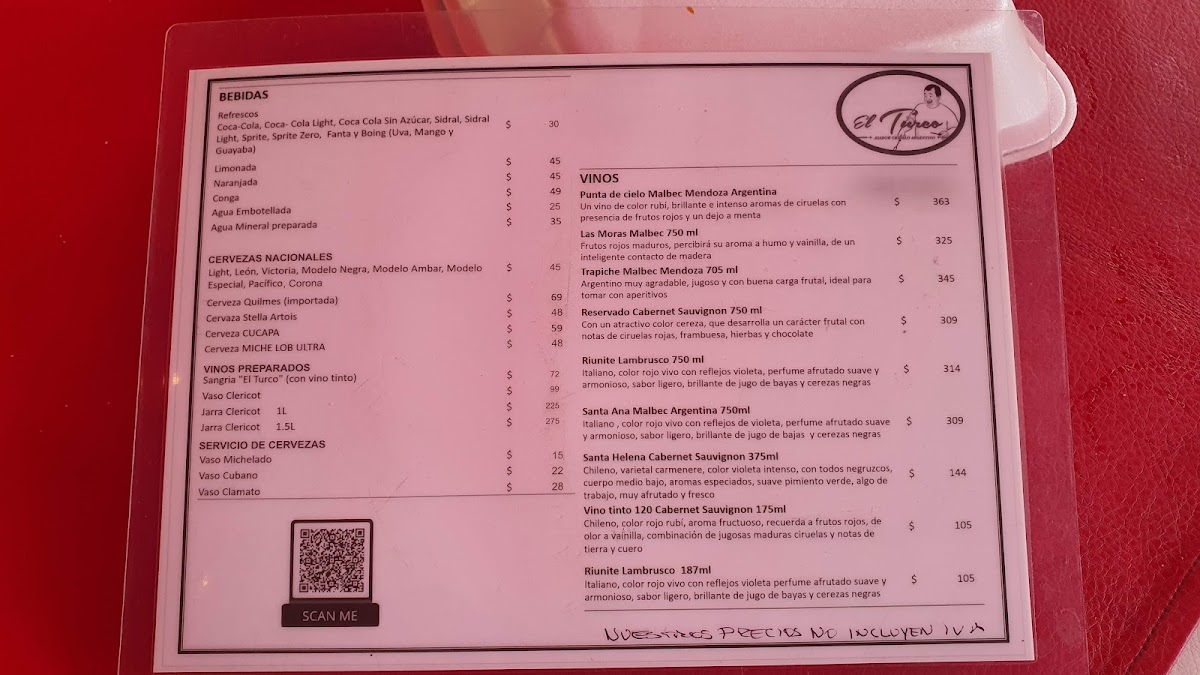 BEBIDAS
Refrescos
Coca-Cola, Coca- Cola Light, Coca Cola Sin Azúcar, Sidral, Sidral $ 30
Light, Sprite, Sprite Zero, Fanta y Boing (Uva, Mango y
Guayaba)
Limonada $ 45
Naranjada $ 45
Conga $ 49
Agua Embotellada $ 25
Agua Mineral preparada $ 35
CERVEZAS NACIONALES
Light, León, Victoria, Modelo Negra, Modelo Ambar, Modelo $ 45
Especial, Pacífico, Corona
Cerveza Quilmes (importada) $ 69
Cervaza Stella Artois $ 48
Cerveza CUCAPA $ 59
Cerveza MICHE LOB ULTRA $ 48
VINOS PREPARADOS
Sangria "El Turco" (con vino tinto) $ 72
Vaso Clericot $ 99
Jarra Clericot 1L $ 225
Jarra Clericot 1.5L $ 275
SERVICIO DE CERVEZAS
Vaso Michelado $ 15
Vaso Cubano $ 22
Vaso Clamato $ 28
SCAN ME
El Turco
VINOS
Punta de cielo Malbec Mendoza Argentina
Un vino de color rubí, brillante e intenso aromas de ciruelas con $ 363
presencia de frutos rojos y un dejo a menta
Las Moras Malbec 750 ml
Frutos rojos maduros, percibirá su aroma a humo y vainilla, de un $ 325
inteligente contacto de madera
Trapiche Malbec Mendoza 705 ml
Argentino muy agradable, jugoso y con buena carga frutal, ideal para $ 345
tomar con aperitivos
Reservado Cabernet Sauvignon 750 ml
Con un atractivo color cereza, que desarrolla un carácter frutal con $ 309
notas de ciruelas rojas, frambuesa, hierbas y chocolate
Riunite Lambrusco 750 ml
Italiano, color rojo vivo con reflejos violeta, perfume afrutado suave y $ 314
armonioso, sabor ligero, brillante de jugo de bayas y cerezas negras
Santa Ana Malbec Argentina 750ml
Italiano , color rojo vivo con reflejos de violeta, perfume afrutado suave $ 309
y armonioso, sabor ligero, brillante de jugo de bajas y cerezas negras
Santa Helena Cabernet Sauvignon 375ml
Chileno, varietal carmenere, color violeta intenso, con todos negruzcos, $ 144
cuerpo medio bajo, aromas especiados, suave pimiento verde, algo de
trabajo, muy afrutado y fresco
Vino tinto 120 Cabernet Sauvignon 175ml
Chileno, color rojo rubí, aroma fructuoso, recuerda a frutos rojos, de $ 105
olor a vainilla, combinación de jugosas maduras ciruelas y notas de
tierra y cuero
Riunite Lambrusco 187ml
Italiano, color rojo vivo con reflejos violeta perfume afrutado suave y $ 105
armonioso, sabor ligero, brillante de jugo de bayas y cerezas negras
NUESTROS PRECIOS NO INCLUYEN IVA